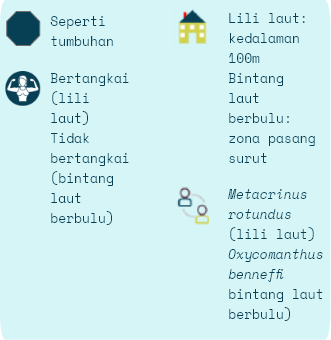 Seperti
tumbuhan
Bertangkai
(lili
laut)
Tidak
bertangkai
(bintang
laut
berbulu)
Lili laut:
kedalaman
100m
Bintang
laut
berbulu:
zona pasang
surut
Metacrinus
rotundus
(lili laut)
Oxycomanthus
benneffi
bintang laut
berbulu)